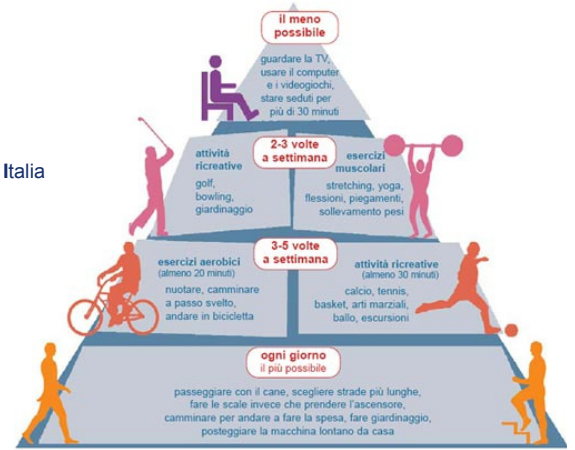 il meno
possibile
guardare la TV,
usare il computer
e i videogiochi,
stare seduti per
più di 30 minuti
Italia
2-3 volte
a settimana
attività
ricreative
golf,
bowling,
giardinaggio
esercizi
muscolari
stretching, yoga,
flessioni, piegamenti,
sollevamento pesi
3-5 volte
a settimana
esercizi aerobici
(almeno 20 minuti)
nuotare, camminare
a passo svelto,
andare in bicicletta
attività ricreative
(almeno 30 minuti)
calcio, tennis,
basket, arti marziali,
ballo, escursioni
ogni giorno
il più possibile
passeggiare con il cane, scegliere strade più lunghe,
fare le scale invece che prendere l'ascensore,
camminare per andare a fare la spesa, fare giardinaggio,
posteggiare la macchina lontano da casa